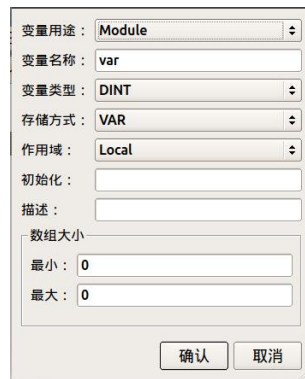 变量用途： Module
变量名称： var
变量类型： DINT
存储方式： VAR
作用域： Local
初始化：
描述：
数组大小
最小： 0
最大： 0
确认 取消